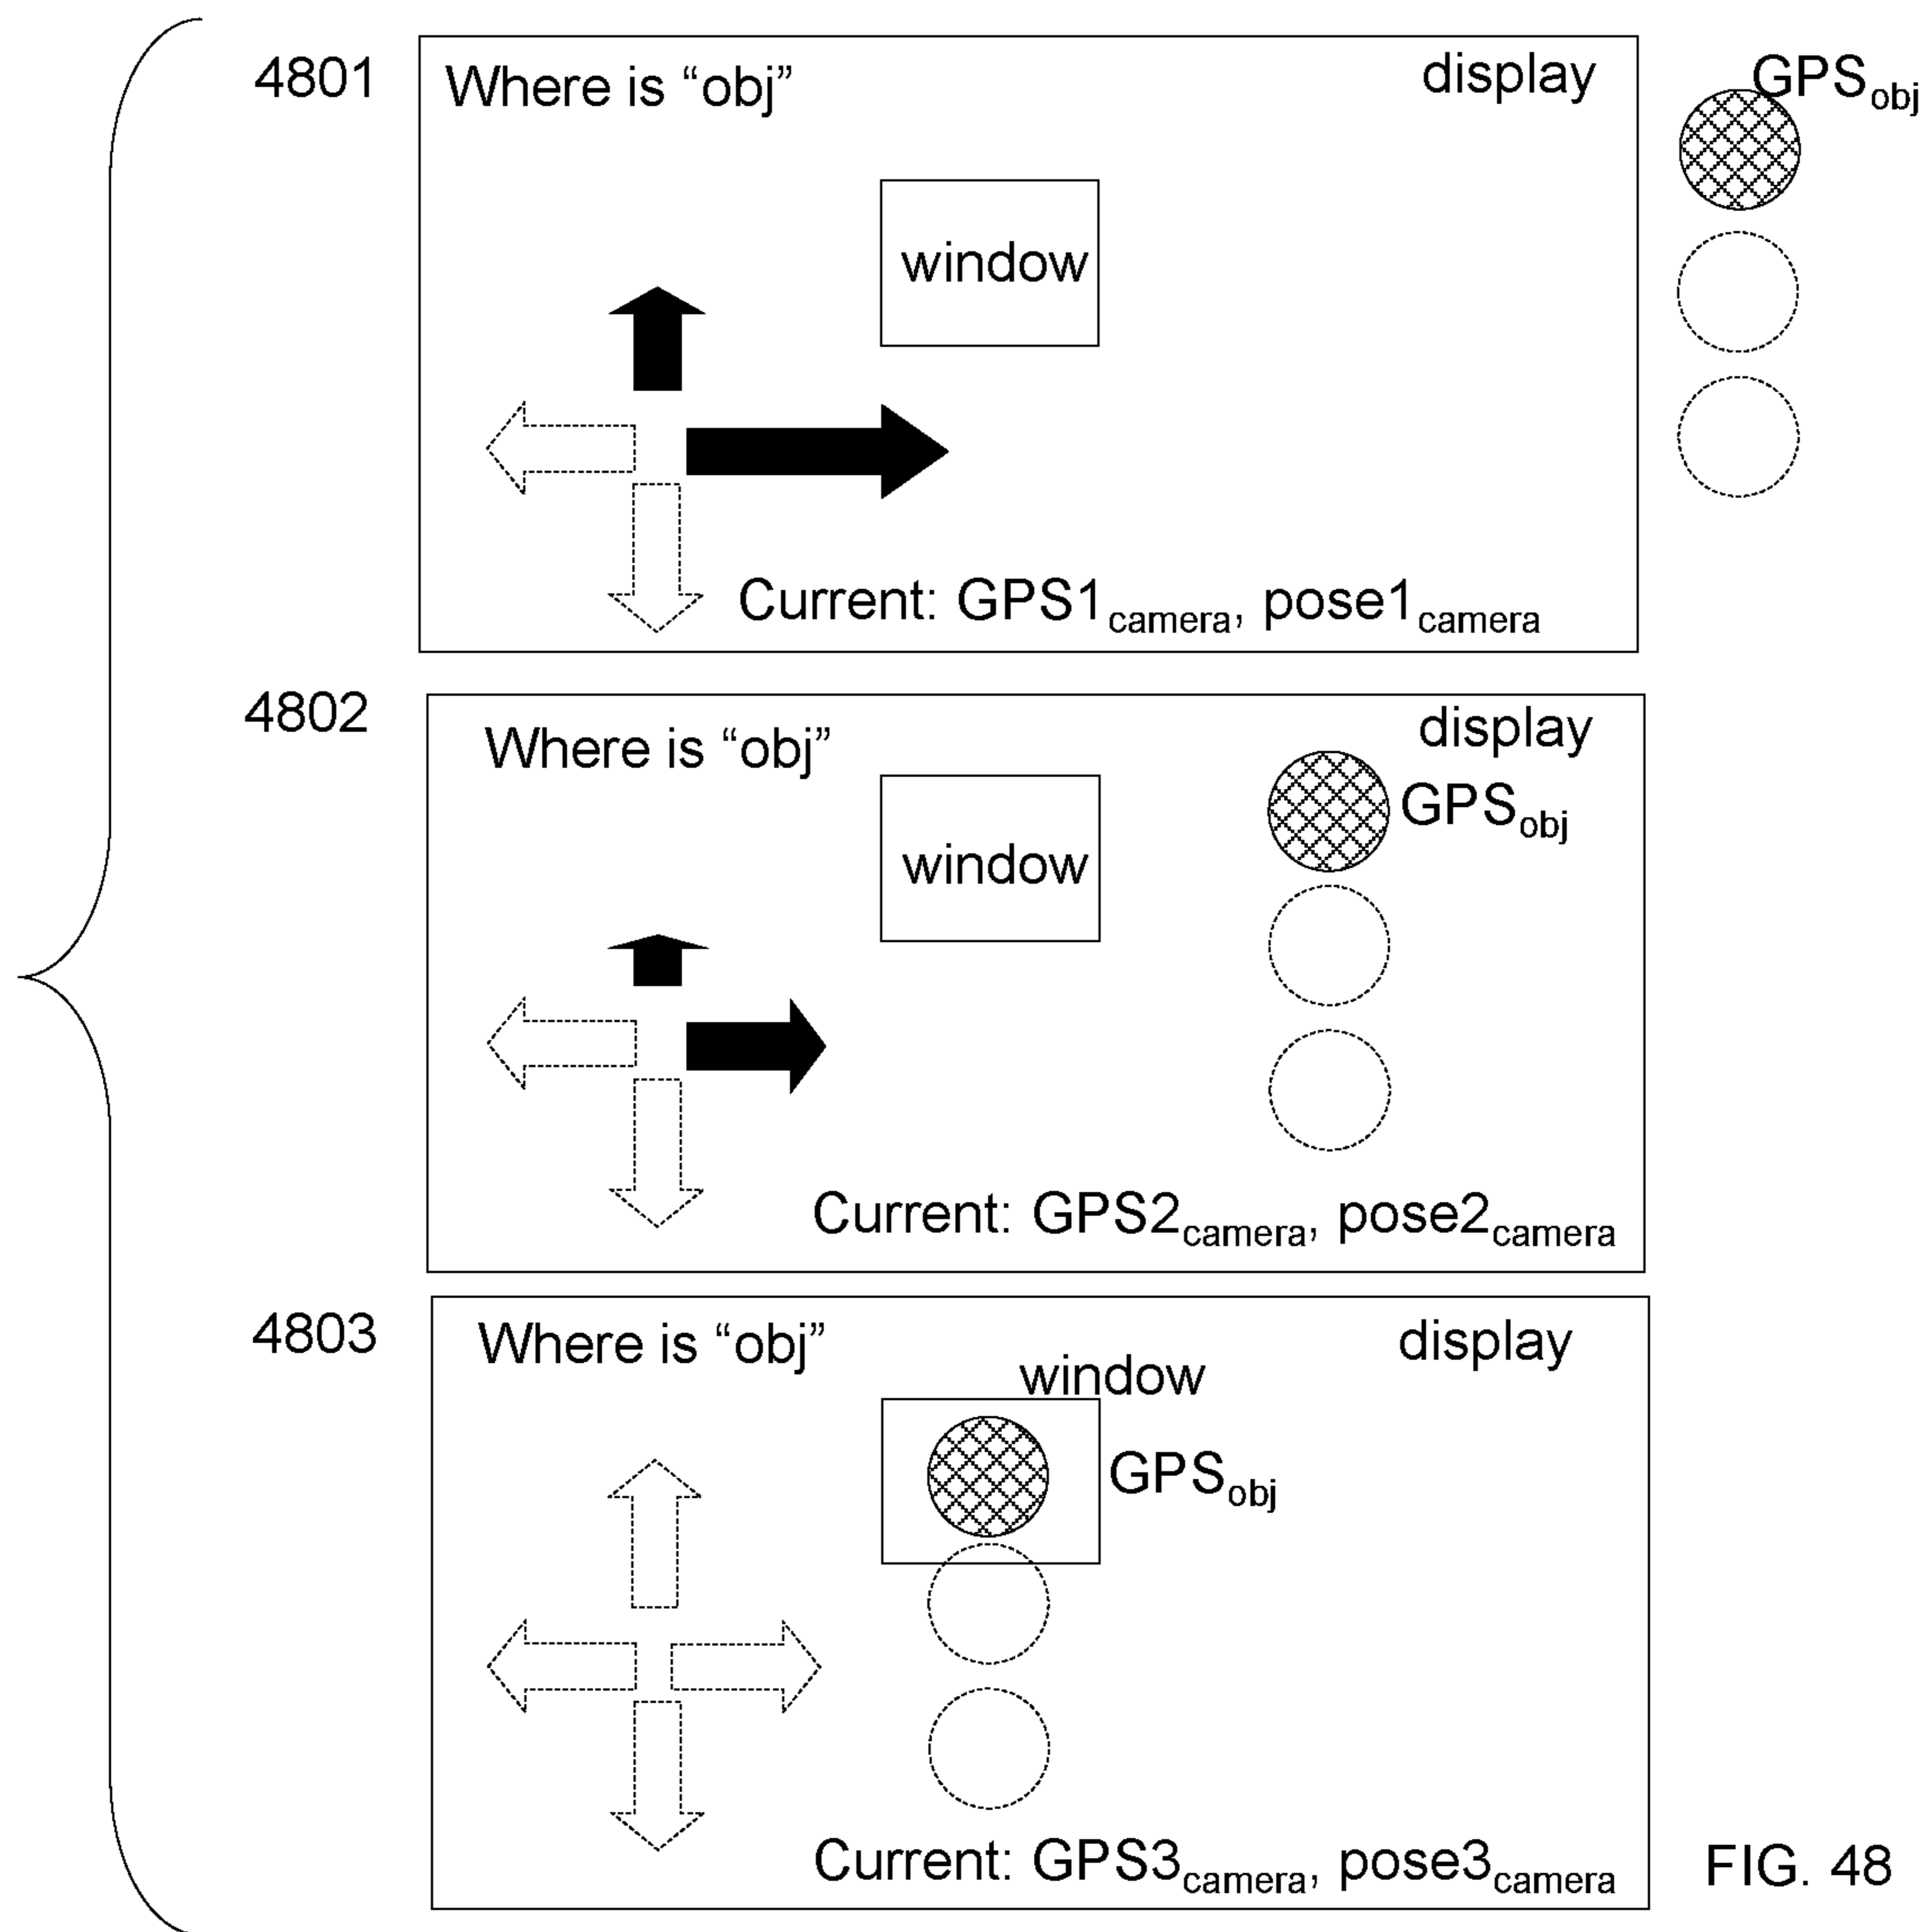 4801
Where is “obj”
display
GPSobj
window
Current: GPS1camera, pose1camera
4802
Where is “obj”
display
GPSobj
window
Current: GPS2camera, pose2camera
4803
Where is “obj”
display
window
GPSobj
Current: GPS3camera, pose3camera
FIG. 48